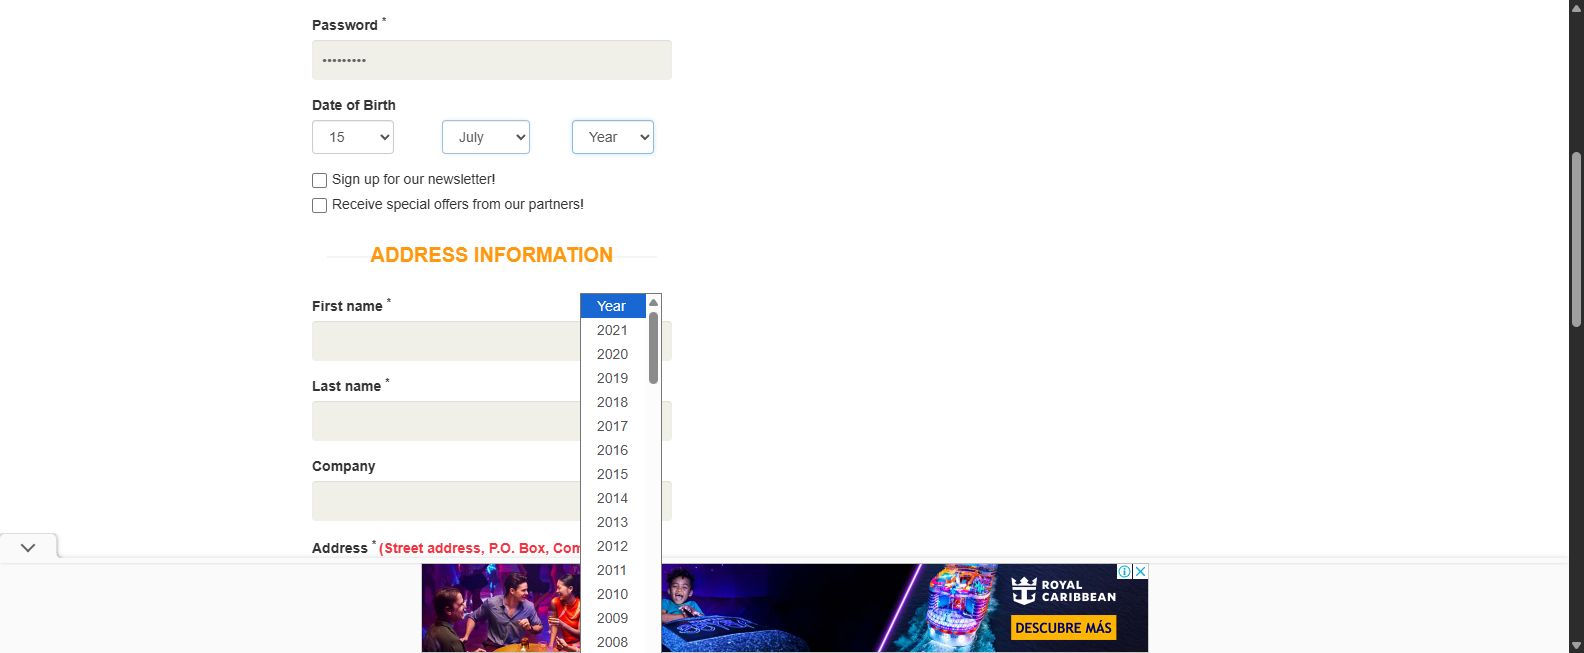 Password *
•••••••••
Date of Birth
15 July Year
Sign up for our newsletter!
Receive special offers from our partners!
ADDRESS INFORMATION
First name *
Year
2021
2020
2019
Last name *
2018
2017
2016
Company
2015
2014
2013
Address * (Street address, P.O. Box, Com
2012
2011
2010
2009
2008
ROYAL
CARIBBEAN
DESCUBRE MÁS